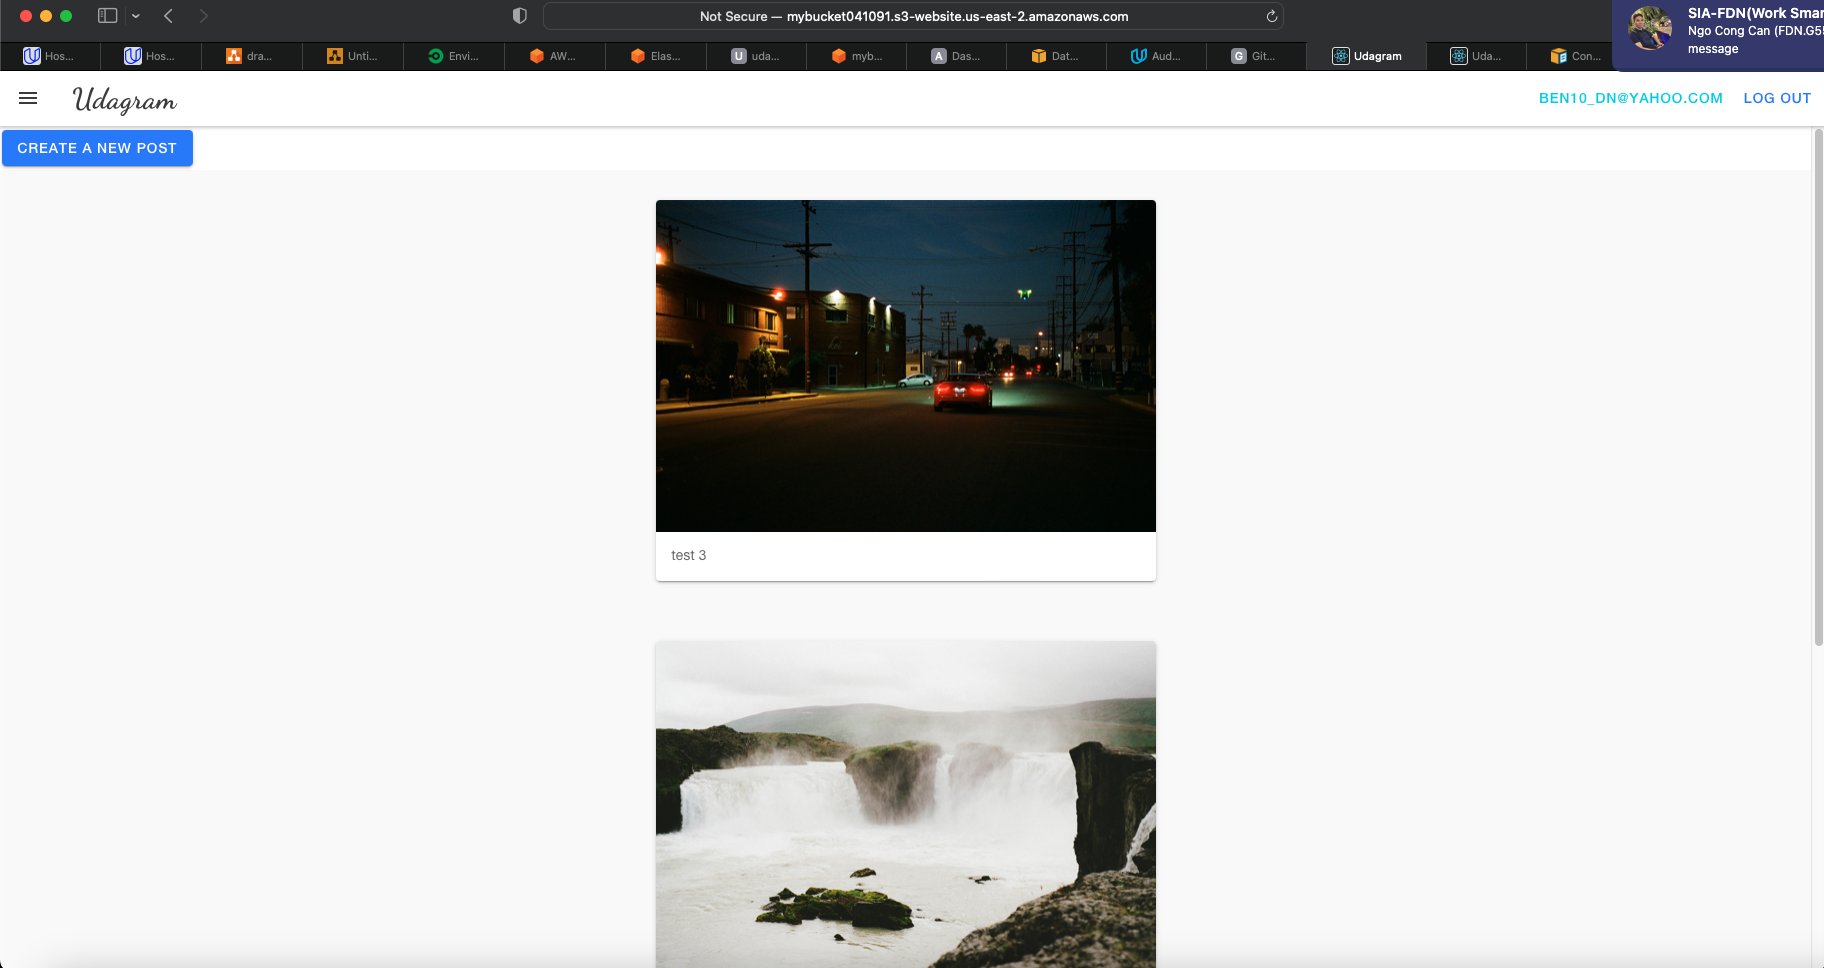 Not Secure — mybucket041091.s3-website.us-east-2.amazonaws.com
SIA-FDN(Work Smar
Ngo Cong Can (FDN.G5
message
Hos...
Hos...
dra...
Unti...
Envi...
AW...
Elas...
U uda...
myb...
A Das...
Dat...
Aud...
G Git...
Udagram
Uda...
Con...
Udagram
BEN10_DN@YAHOO.COM
LOG OUT
CREATE A NEW POST
test 3